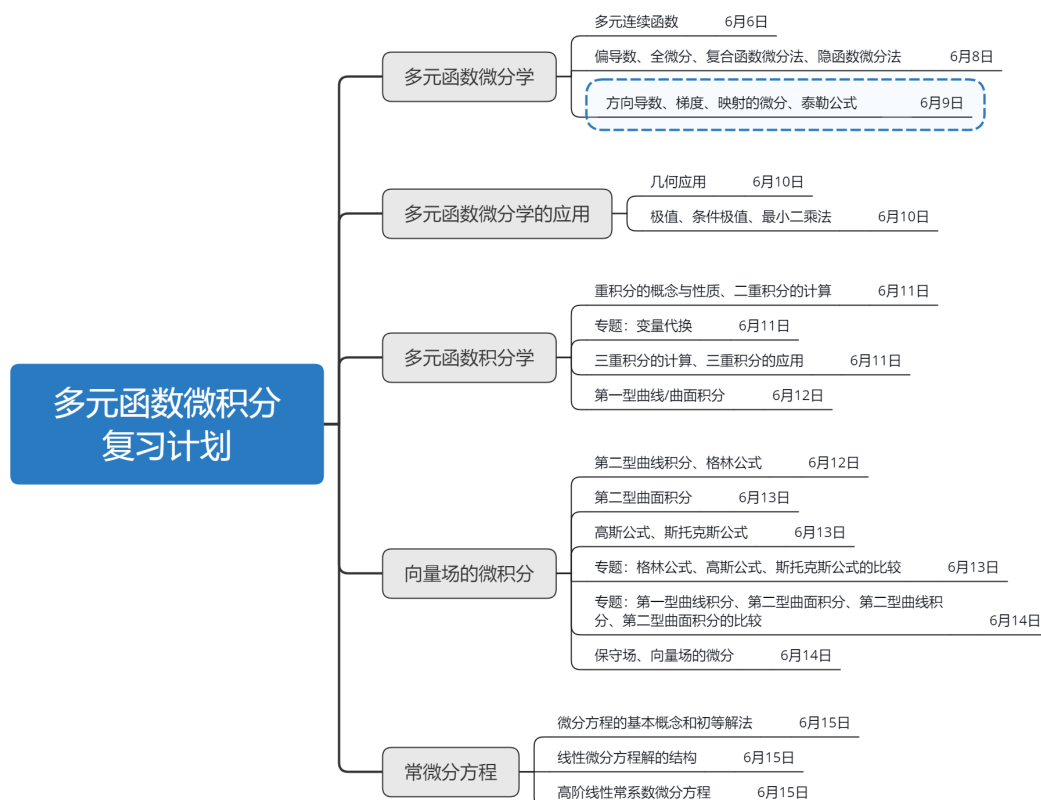 多元函数微积分
复习计划
多元函数微分学
多元连续函数 6月6日
偏导数、全微分、复合函数微分法、隐函数微分法 6月8日
方向导数、梯度、映射的微分、泰勒公式 6月9日
多元函数微分学的应用
几何应用 6月10日
极值、条件极值、最小二乘法 6月10日
多元函数积分学
重积分的概念与性质、二重积分的计算 6月11日
专题：变量代换 6月11日
三重积分的计算、三重积分的应用 6月11日
第一型曲线/曲面积分 6月12日
向量场的微积分
第二型曲线积分、格林公式 6月12日
第二型曲面积分 6月13日
高斯公式、斯托克斯公式 6月13日
专题：格林公式、高斯公式、斯托克斯公式的比较 6月13日
专题：第一型曲线积分、第二型曲面积分、第二型曲线积
分、第二型曲面积分的比较 6月14日
保守场、向量场的微分 6月14日
常微分方程
微分方程的基本概念和初等解法 6月15日
线性微分方程解的结构 6月15日
高阶线性常系数微分方程 6月15日